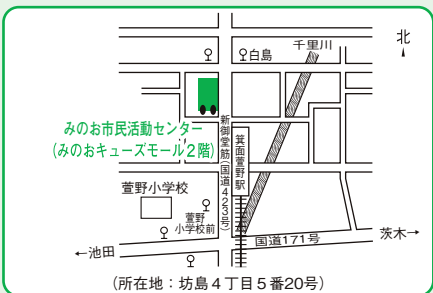 千里川
北
白島
みのお市民活動センター
(みのおキューズモール2階)
新御堂筋(国道423号)
箕面萱野駅
萱野小学校
萱野
小学校前
国道171号
茨木→
←池田
(所在地:坊島4丁目5番20号)